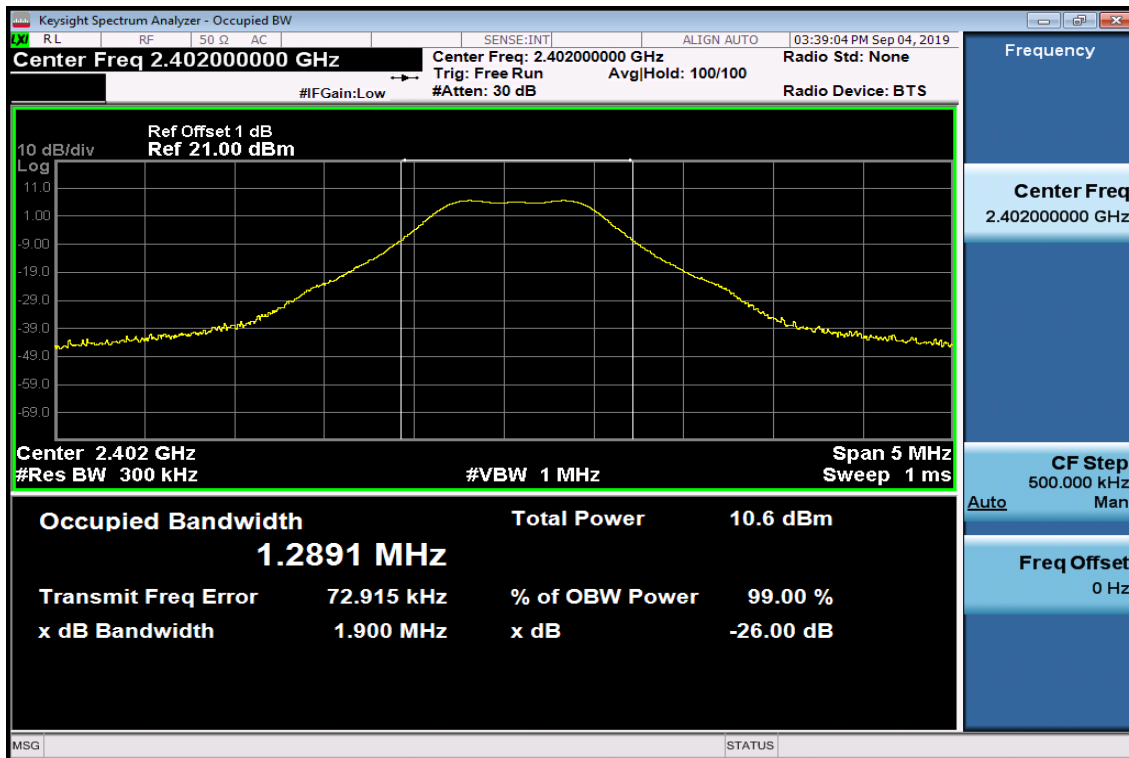 Keysight Spectrum Analyzer - Occupied BW
LXI RL RF 50 Ω AC SENSE:INT ALIGN AUTO 03:39:04 PM Sep 04, 2019
Center Freq 2.402000000 GHz
Center Freq: 2.402000000 GHz Radio Std: None
Trig: Free Run Avg|Hold: 100/100
#IFGain:Low #Atten: 30 dB Radio Device: BTS
Ref Offset 1 dB
10 dB/div Ref 21.00 dBm
Log
11.0
1.00
-9.00
-19.0
-29.0
-39.0
-49.0
-59.0
-69.0
Center 2.402 GHz Span 5 MHz
#Res BW 300 kHz #VBW 1 MHz Sweep 1 ms
Occupied Bandwidth Total Power 10.6 dBm
1.2891 MHz
Transmit Freq Error 72.915 kHz % of OBW Power 99.00 %
x dB Bandwidth 1.900 MHz x dB -26.00 dB
MSG STATUS
Frequency
Center Freq
2.402000000 GHz
CF Step
500.000 kHz
Auto Man
Freq Offset
0 Hz